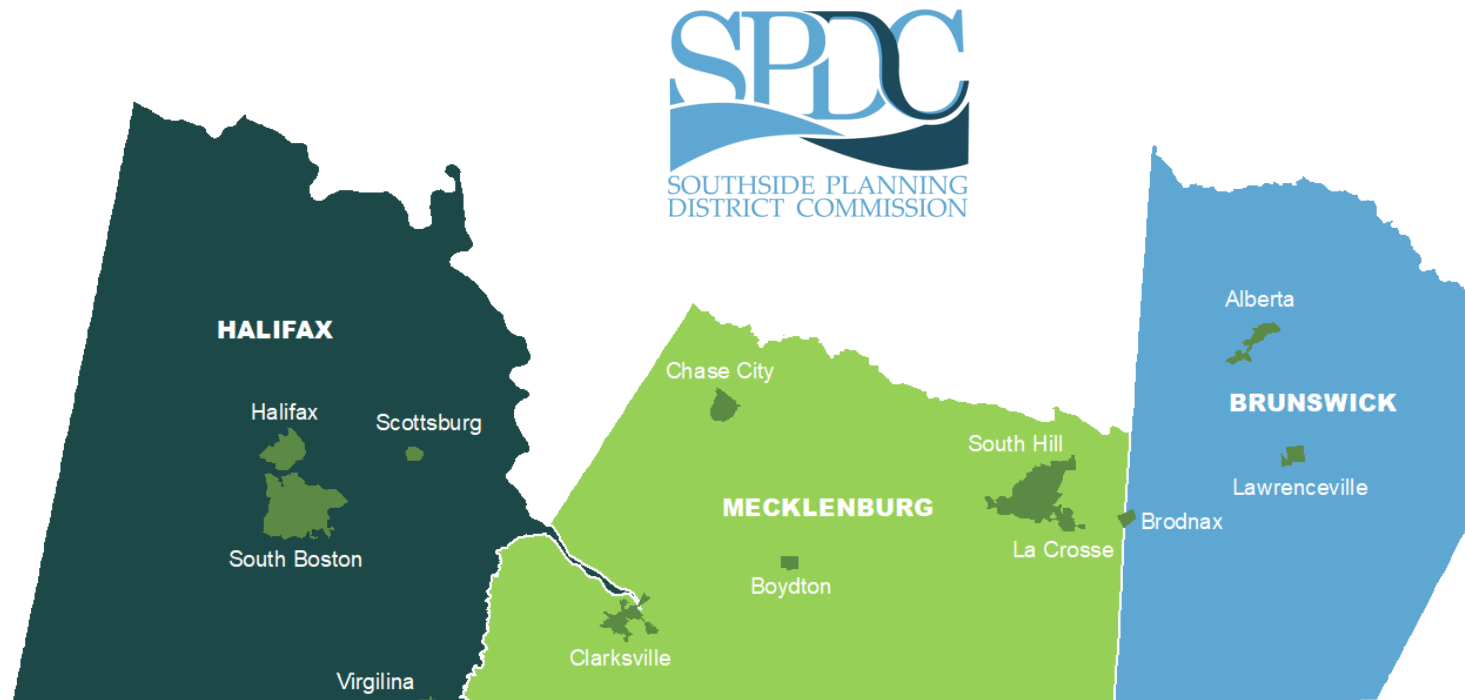 SPDC
SOUTHSIDE PLANNING
DISTRICT COMMISSION
HALIFAX
Halifax
Scottsburg
South Boston
Virgilina
Chase City
South Hill
MECKLENBURG
La Crosse
Boydton
Clarksville
Alberta
BRUNSWICK
Lawrenceville
Brodnax